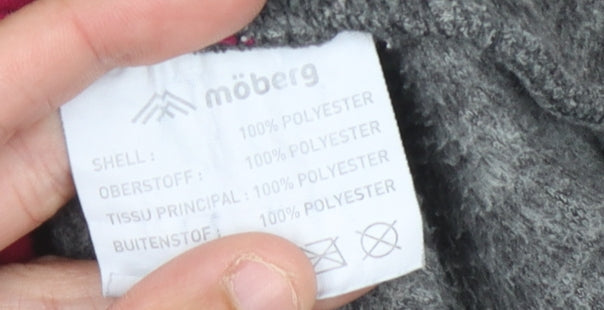 möberg
SHELL : 100% POLYESTER
OBERSTOFF : 100% POLYESTER
TISSU PRINCIPAL : 100% POLYESTER
BUITENSTOF : 100% POLYESTER